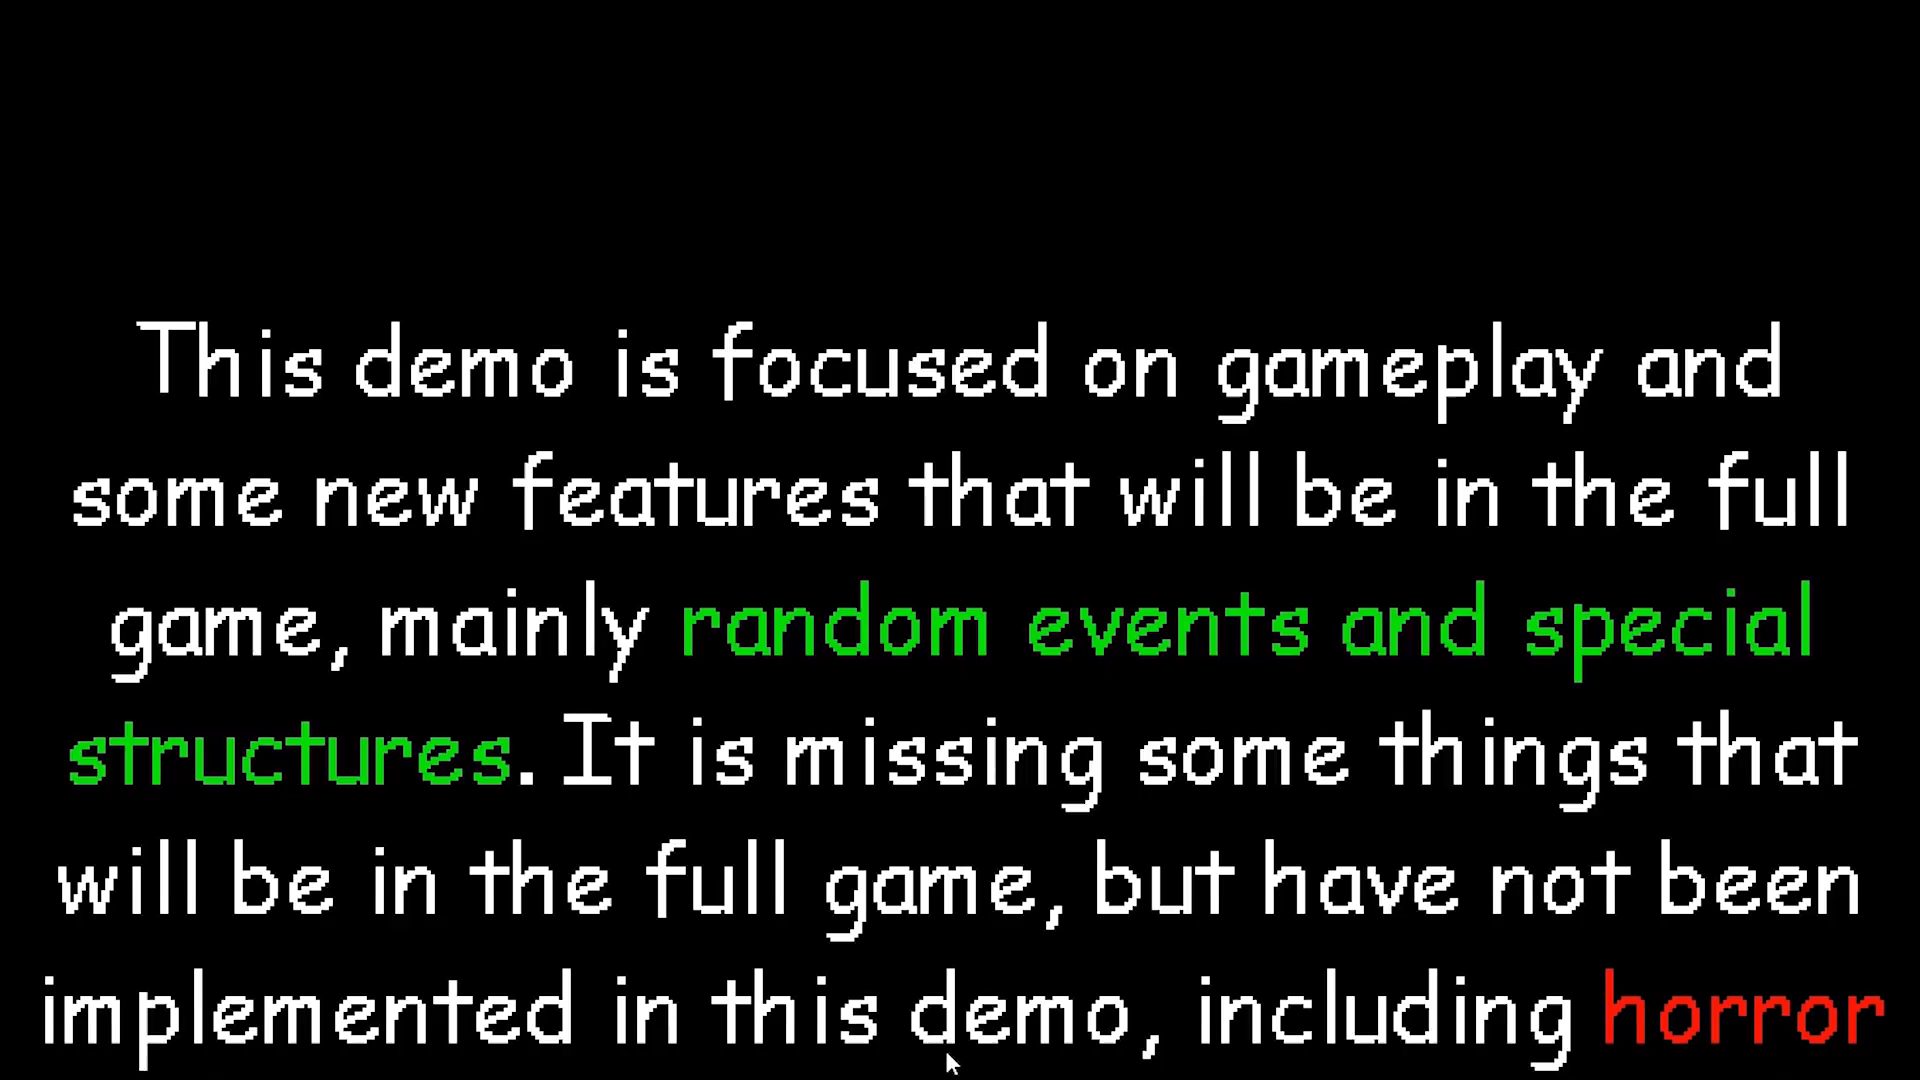 This demo is focused on gameplay and
some new features that will be in the full
game, mainly random events and special
structures. It is missing some things that
will be in the full game, but have not been
implemented in this demo, including horror